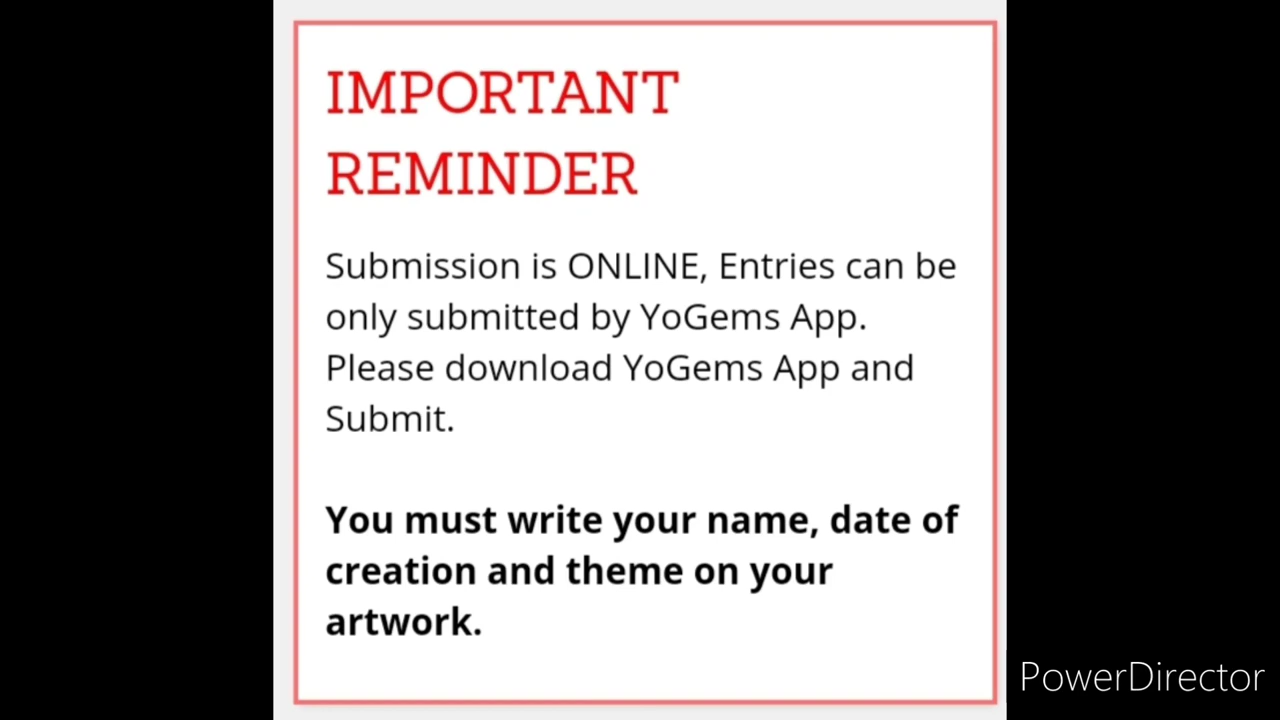 IMPORTANT
REMINDER
Submission is ONLINE, Entries can be
only submitted by YoGems App.
Please download YoGems App and
Submit.
You must write your name, date of
creation and theme on your
artwork.
PowerDirector